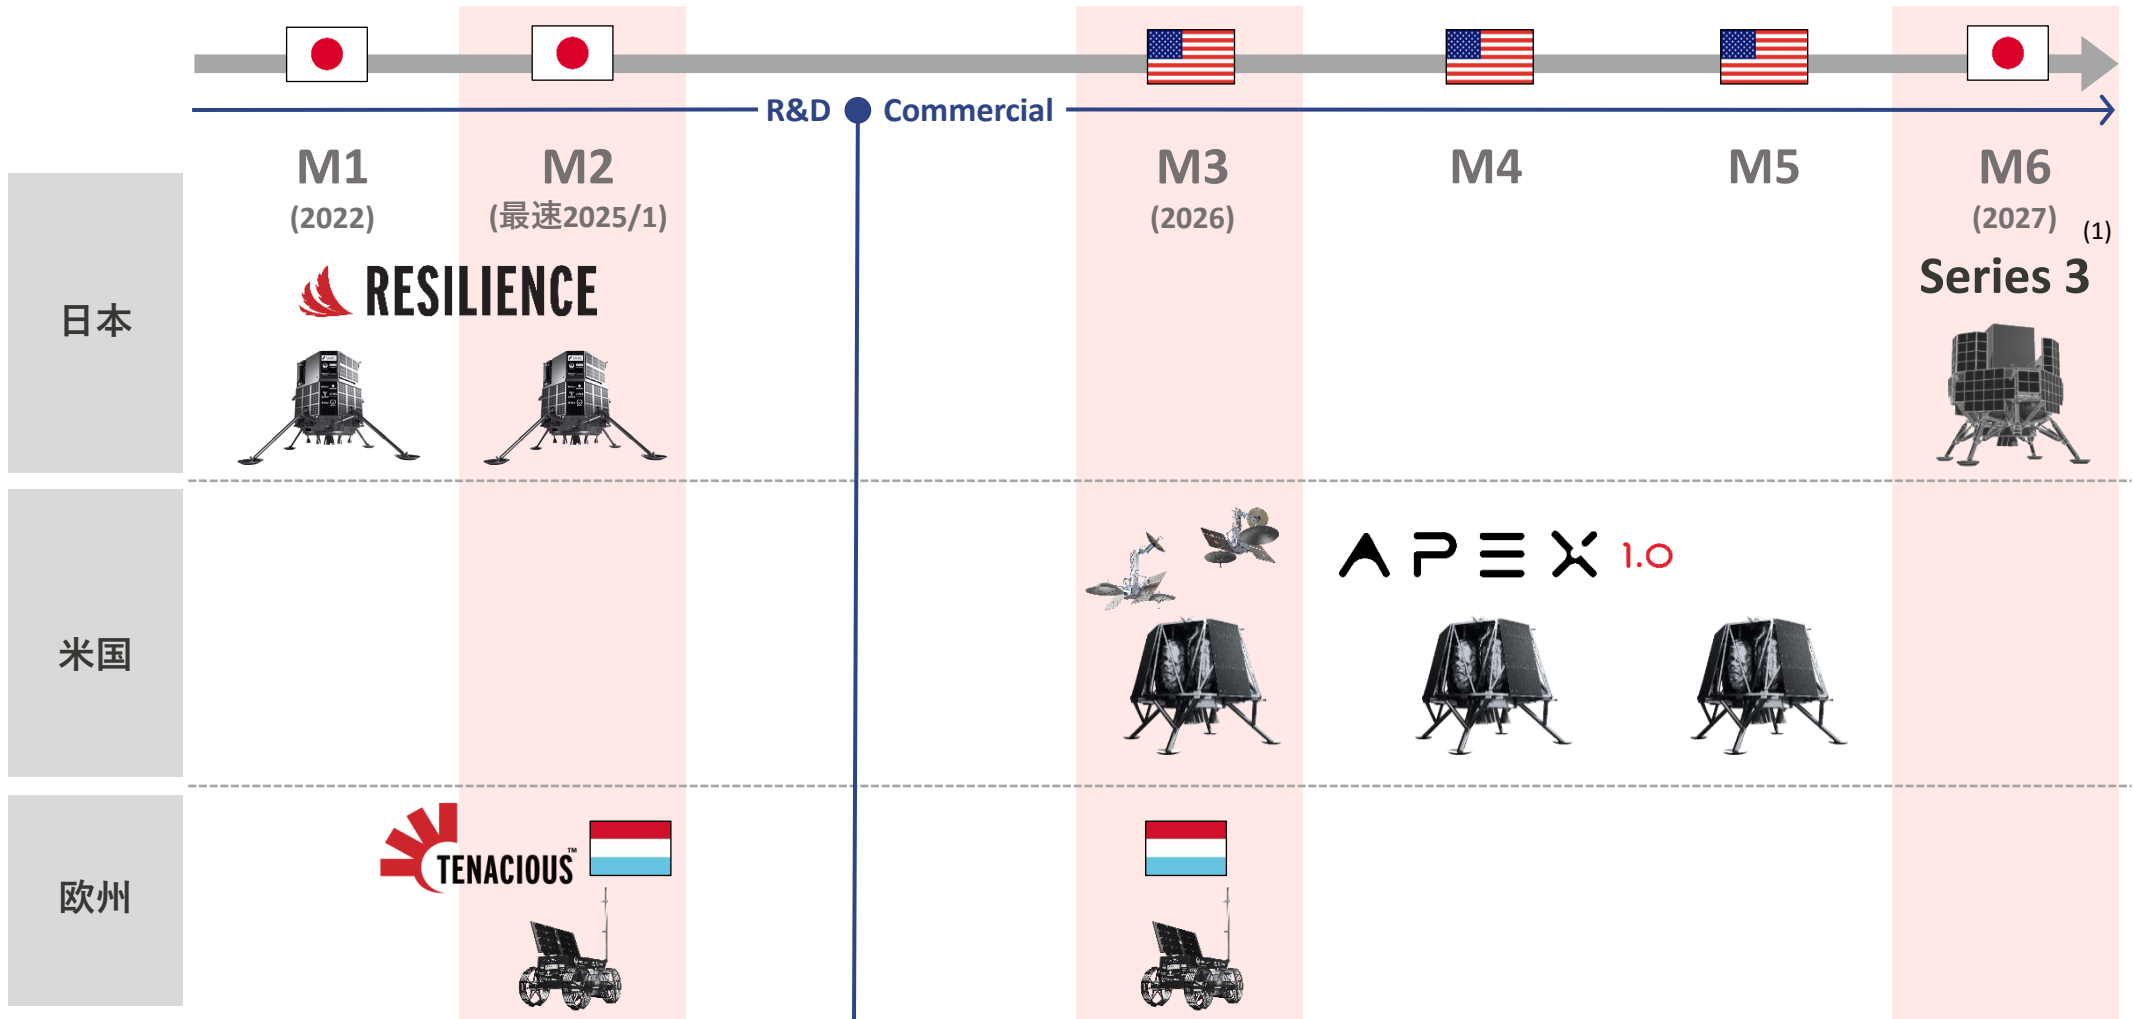 R&D Commercial
M1 M2 M3 M4 M5 M6
(2022) (最速2025/1) (2026) (2027) (1)
日本
RESILIENCE
Series 3
米国
APEX 1.0
欧州
TENACIOUS™